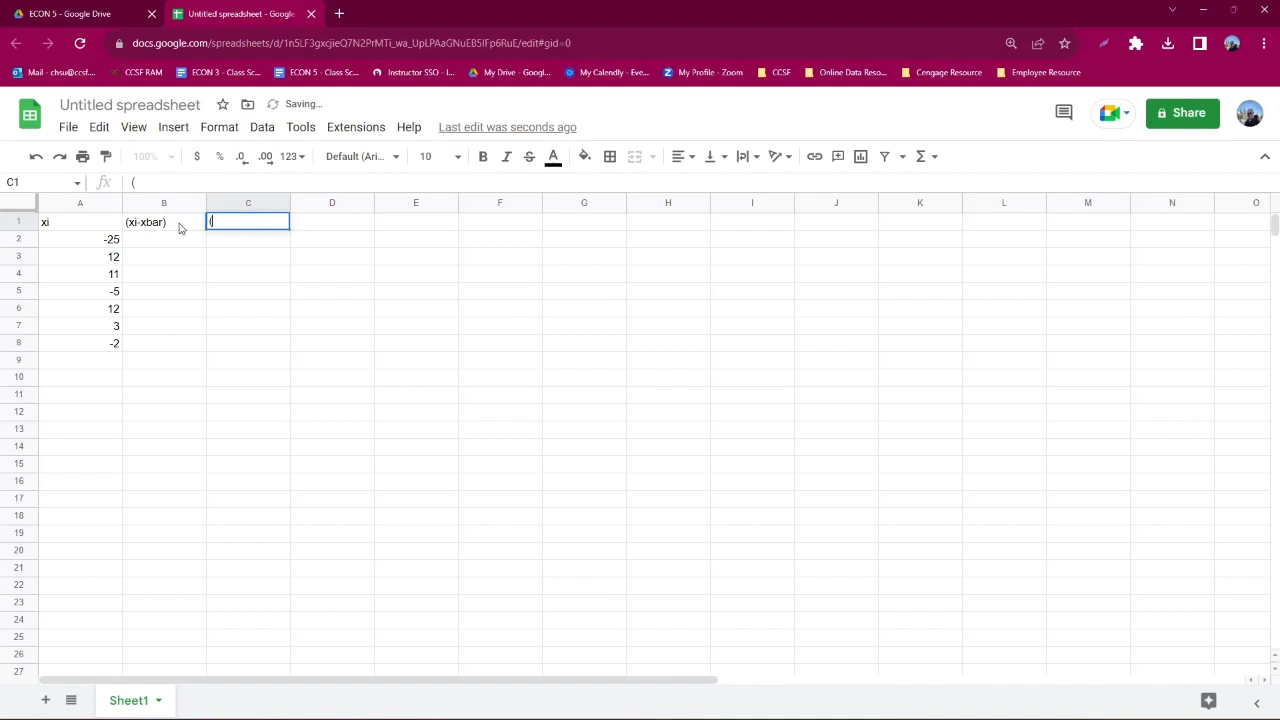 ECON 5 - Google Drive
Untitled spreadsheet - Google
docs.google.com/spreadsheets/d/1n5LF3gxcjieQ7N2PrMTi_wa_UpLPAaGNuEB5IFp6RuE/edit#gid=0
Mail - chsu@ccsf.... CCSF RAM ECON 3 - Class Sc... ECON 5 - Class Sc... Instructor SSO - I... My Drive - Googl... My Calendly - Eve... My Profile - Zoom CCSF Online Data Reso... Cengage Resource Employee Resource
Untitled spreadsheet Saving...
Share
File Edit View Insert Format Data Tools Extensions Help Last edit was seconds ago
100% $ % .0 .00 123 Default (Ari... 10 B I S A Σ
C1 fx (
A B C D E F G H I J K L M N O
1 xi (xi-xbar) (
2 -25
3 12
4 11
5 -5
6 12
7 3
8 -2
9
10
11
12
13
14
15
16
17
18
19
20
21
22
23
24
25
26
27
Sheet1